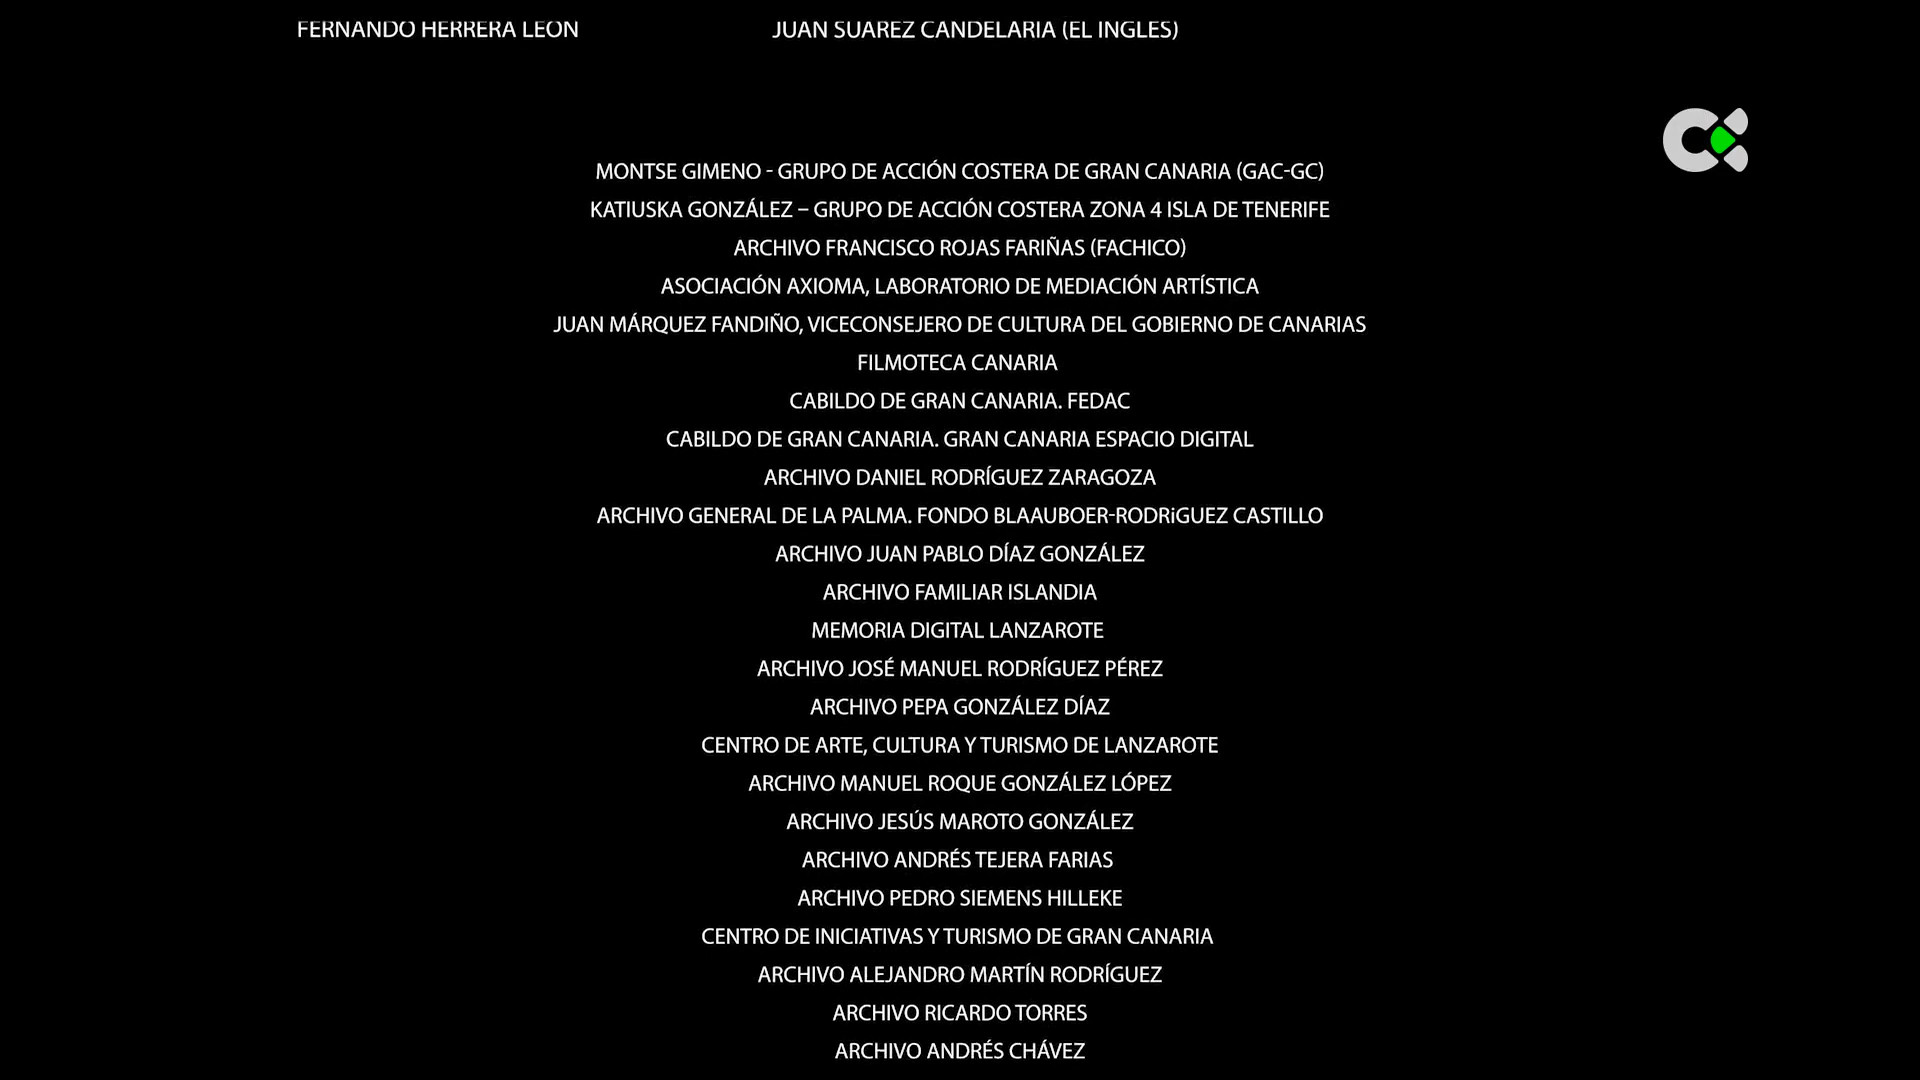 FERNANDO HERRERA LEON JUAN SUAREZ CANDELARIA (EL INGLES)
MONTSE GIMENO - GRUPO DE ACCIÓN COSTERA DE GRAN CANARIA (GAC-GC)
KATIUSKA GONZÁLEZ – GRUPO DE ACCIÓN COSTERA ZONA 4 ISLA DE TENERIFE
ARCHIVO FRANCISCO ROJAS FARIÑAS (FACHICO)
ASOCIACIÓN AXIOMA, LABORATORIO DE MEDIACIÓN ARTÍSTICA
JUAN MÁRQUEZ FANDIÑO, VICECONSEJERO DE CULTURA DEL GOBIERNO DE CANARIAS
FILMOTECA CANARIA
CABILDO DE GRAN CANARIA. FEDAC
CABILDO DE GRAN CANARIA. GRAN CANARIA ESPACIO DIGITAL
ARCHIVO DANIEL RODRÍGUEZ ZARAGOZA
ARCHIVO GENERAL DE LA PALMA. FONDO BLAAUBOER-RODRiGUEZ CASTILLO
ARCHIVO JUAN PABLO DÍAZ GONZÁLEZ
ARCHIVO FAMILIAR ISLANDIA
MEMORIA DIGITAL LANZAROTE
ARCHIVO JOSÉ MANUEL RODRÍGUEZ PÉREZ
ARCHIVO PEPA GONZÁLEZ DÍAZ
CENTRO DE ARTE, CULTURA Y TURISMO DE LANZAROTE
ARCHIVO MANUEL ROQUE GONZÁLEZ LÓPEZ
ARCHIVO JESÚS MAROTO GONZÁLEZ
ARCHIVO ANDRÉS TEJERA FARIAS
ARCHIVO PEDRO SIEMENS HILLEKE
CENTRO DE INICIATIVAS Y TURISMO DE GRAN CANARIA
ARCHIVO ALEJANDRO MARTÍN RODRÍGUEZ
ARCHIVO RICARDO TORRES
ARCHIVO ANDRÉS CHÁVEZ